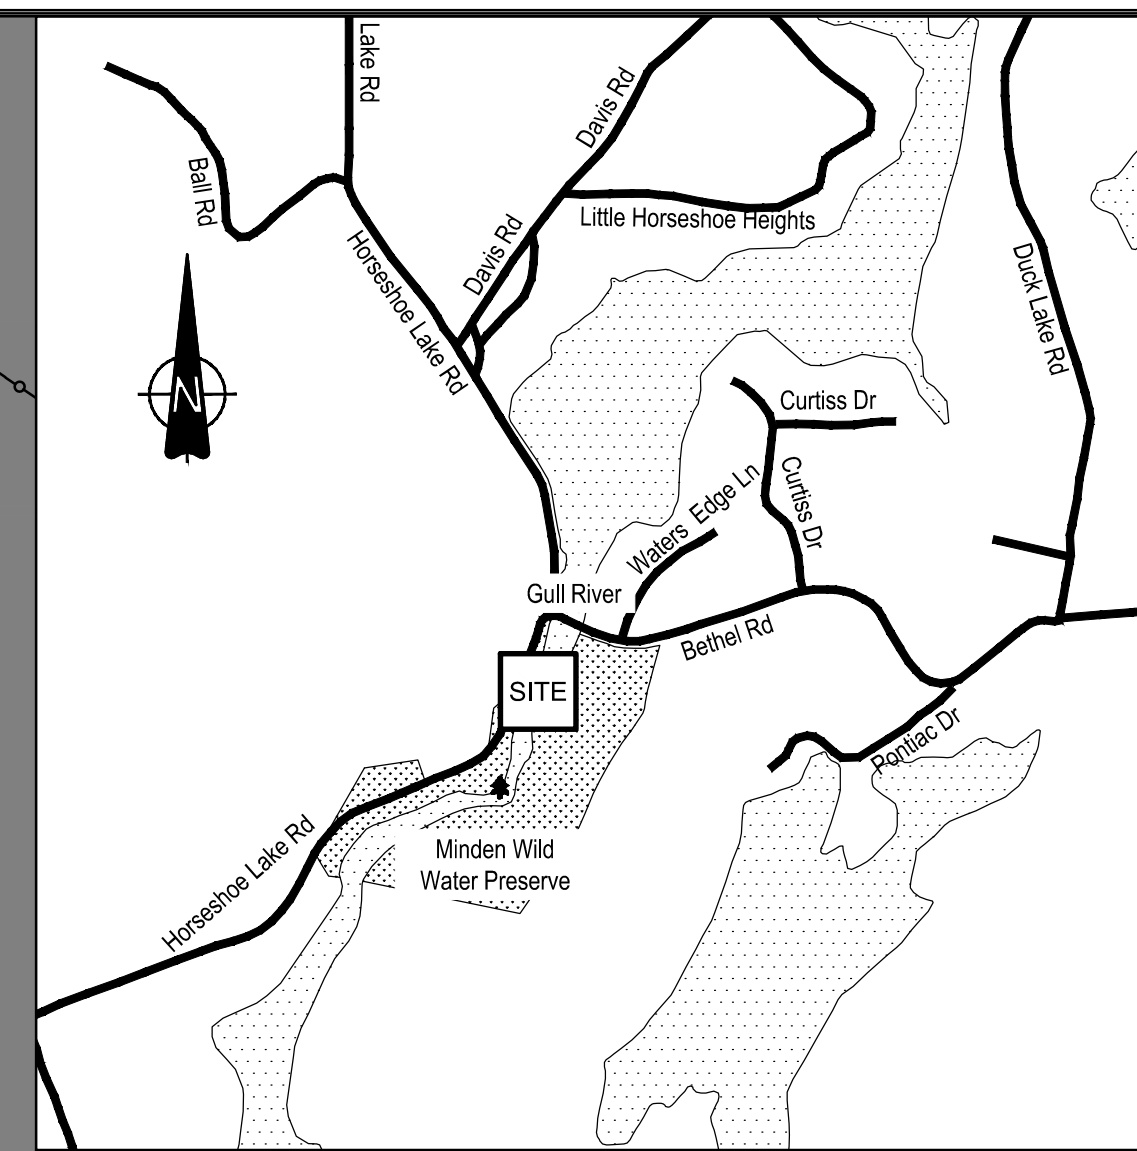 Lake Rd
Davis Rd
Ball Rd
Little Horseshoe Heights
Davis Rd
Horseshoe Lake Rd
Duck Lake Rd
N
Curtiss Dr
Curtiss Dr
Waters Edge Ln
Gull River
Bethel Rd
SITE
Pontiac Dr
Horseshoe Lake Rd
Minden Wild
Water Preserve